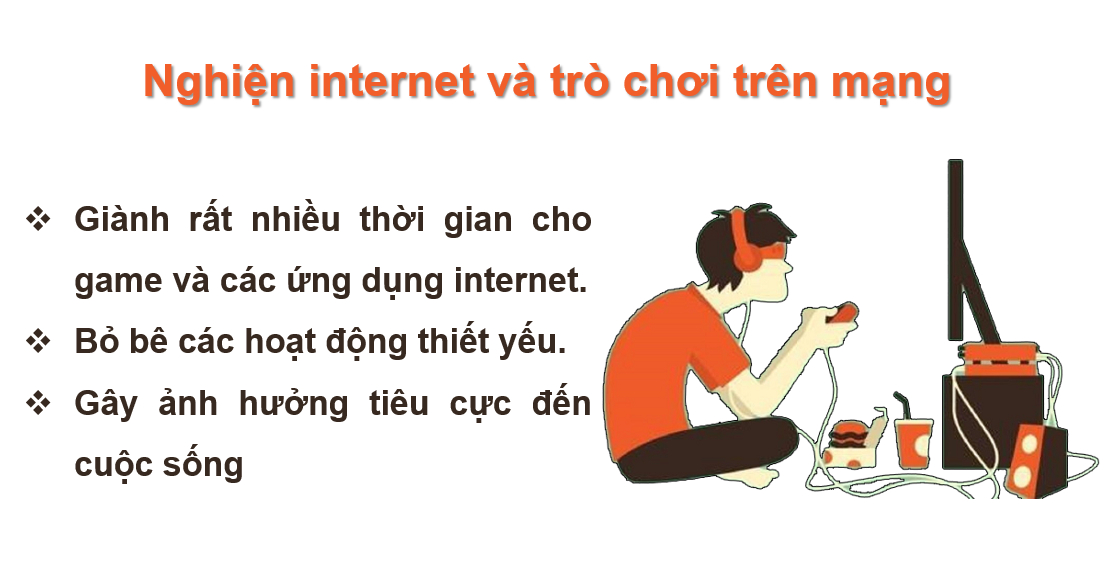 Nghiện internet và trò chơi trên mạng
❖ Giành rất nhiều thời gian cho
game và các ứng dụng internet.
❖ Bỏ bê các hoạt động thiết yếu.
❖ Gây ảnh hưởng tiêu cực đến
cuộc sống